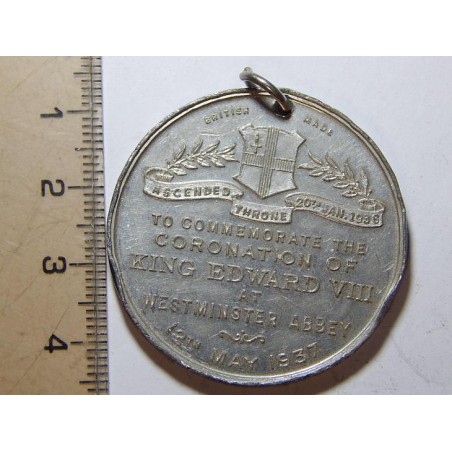 BRITISH MADE
ASCENDED THRONE 20TH JAN. 1936
TO COMMEMORATE THE
CORONATION OF
KING EDWARD VIII
AT
WESTMINSTER ABBEY
12TH MAY 1937
1
2
3
4